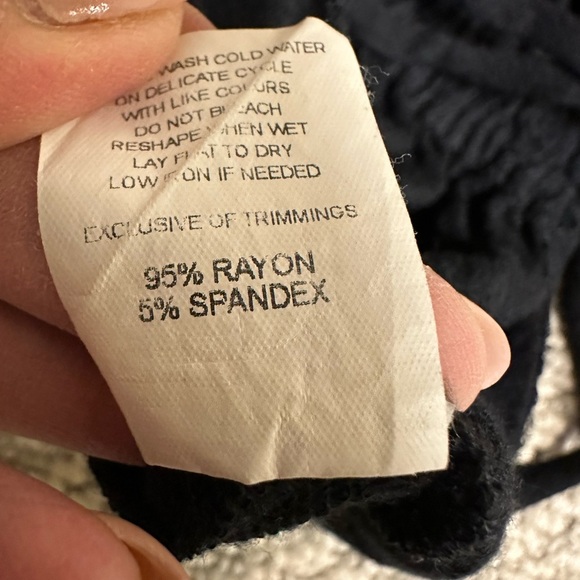 WASH COLD WATER
ON DELICATE CYCLE
WITH LIKE COLOURS
DO NOT BLEACH
RESHAPE WHEN WET
LAY FLAT TO DRY
LOW IRON IF NEEDED
EXCLUSIVE OF TRIMMINGS
95% RAYON
5% SPANDEX